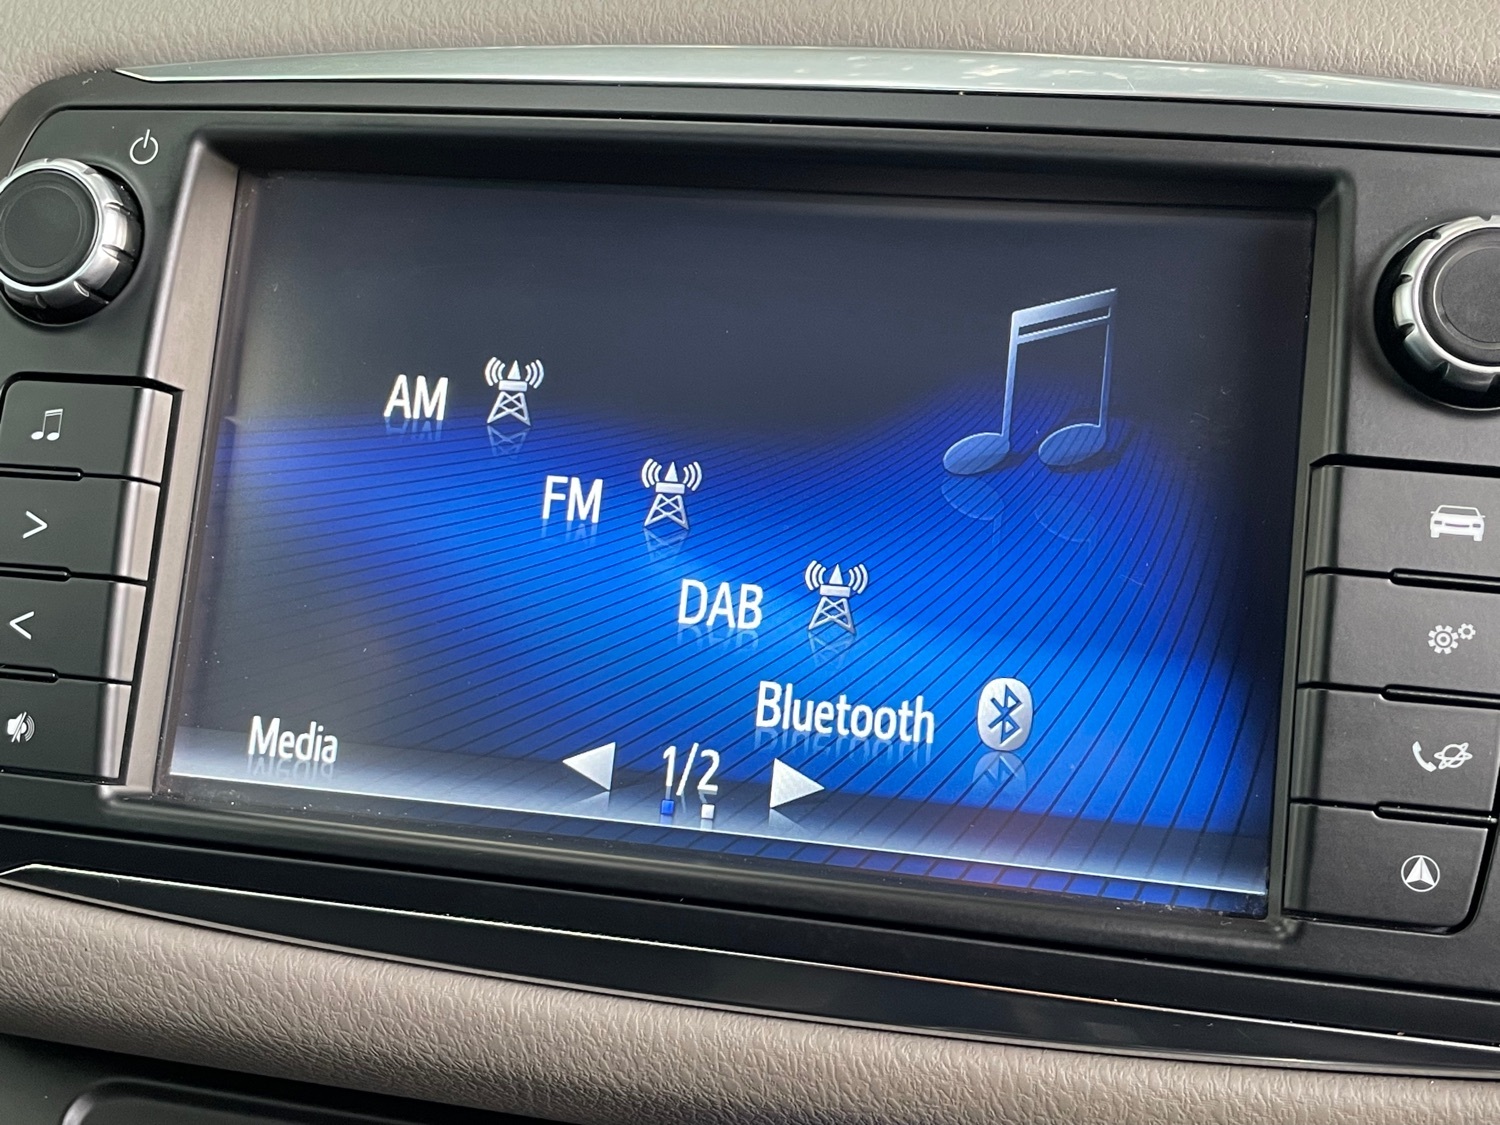 AM
FM
DAB
Bluetooth
Media
1/2